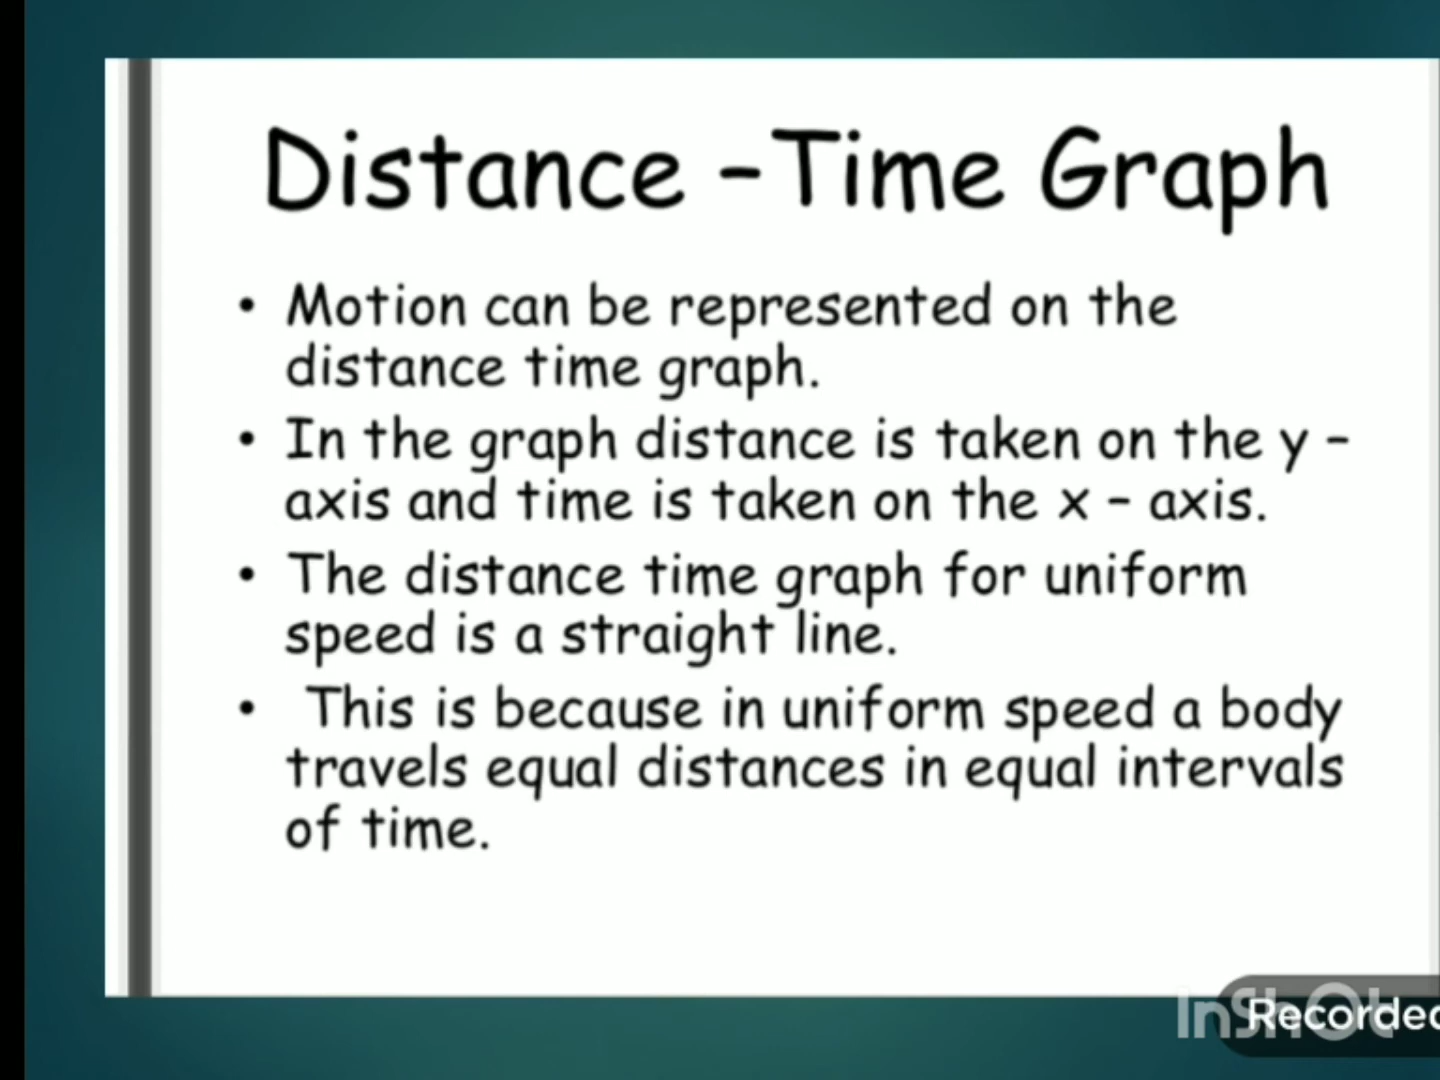 Distance -Time Graph
• Motion can be represented on the
distance time graph.
• In the graph distance is taken on the y -
axis and time is taken on the x - axis.
• The distance time graph for uniform
speed is a straight line.
• This is because in uniform speed a body
travels equal distances in equal intervals
of time.
InShot
Recorded